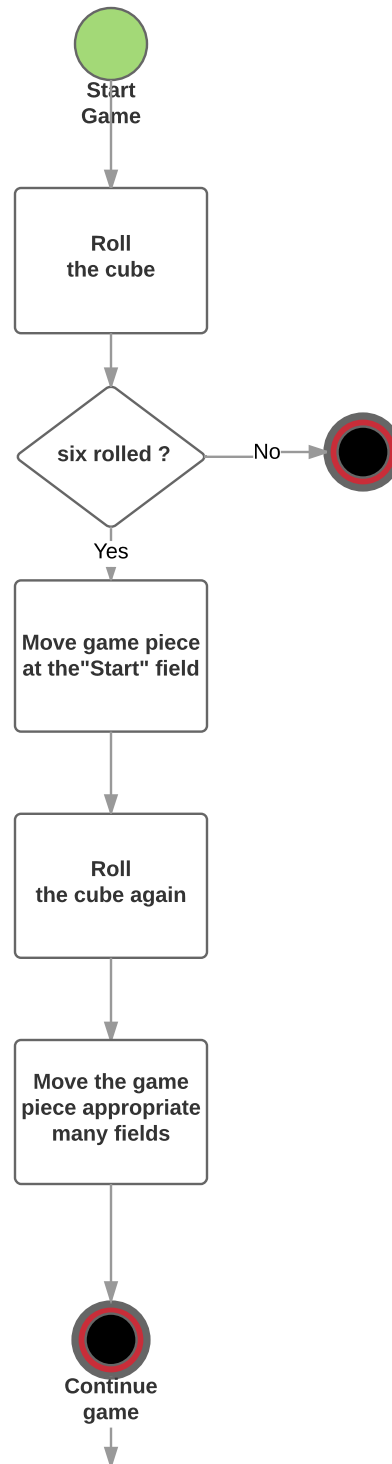 Start
Game
Roll
the cube
six rolled ?
No
Yes
Move game piece
at the"Start" field
Roll
the cube again
Move the game
piece appropriate
many fields
Continue
game